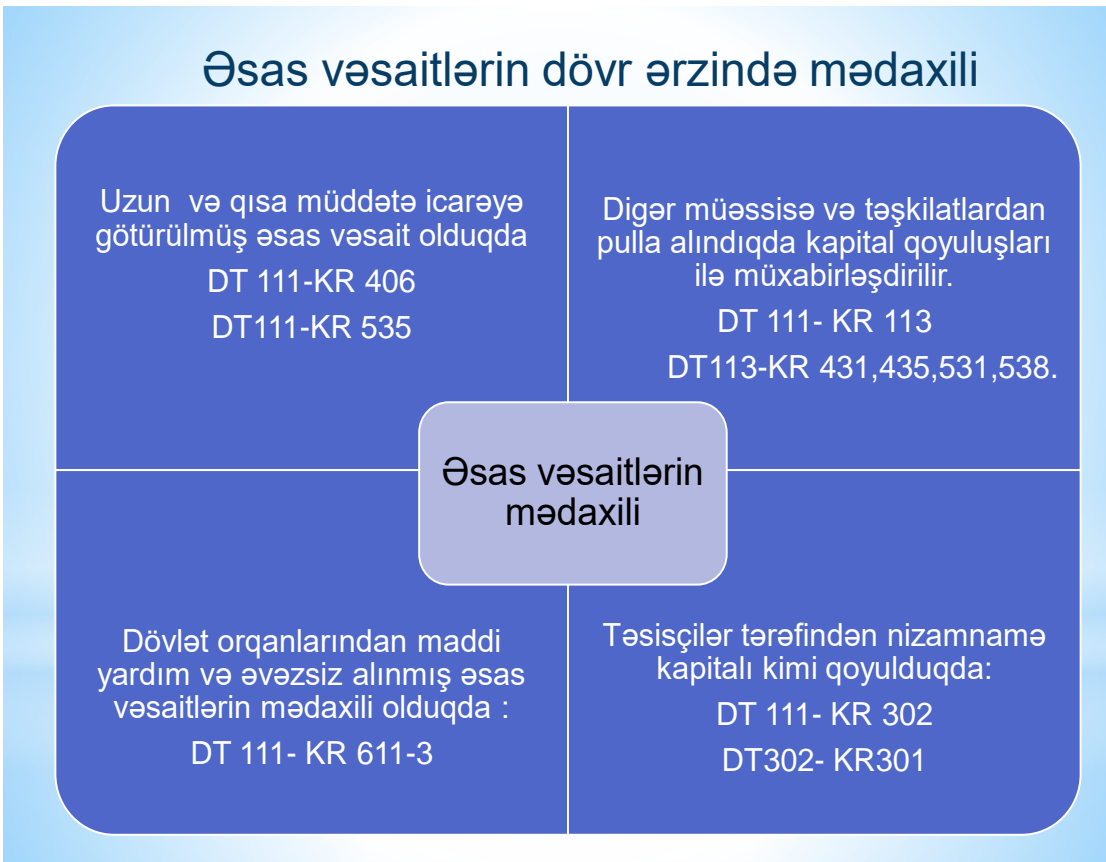 Əsas vəsaitlərin dövr ərzində mədaxili
Uzun və qısa müddətə icarəyə
götürülmüş əsas vəsait olduqda
DT 111-KR 406
DT111-KR 535
Digər müəssisə və təşkilatlardan
pulla alındıqda kapital qoyuluşları
ilə müxabirləşdirilir.
DT 111- KR 113
DT113-KR 431,435,531,538.
Əsas vəsaitlərin
mədaxili
Dövlət orqanlarından maddi
yardım və əvəzsiz alınmış əsas
vəsaitlərin mədaxili olduqda :
DT 111- KR 611-3
Təsisçilər tərəfindən nizamnamə
kapitalı kimi qoyulduqda:
DT 111- KR 302
DT302- KR301